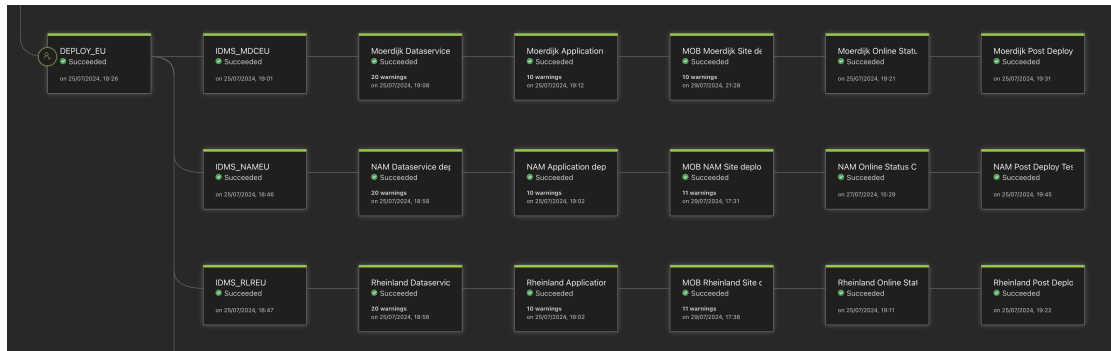 DEPLOY_EU
Succeeded
on 25/07/2024, 18:26
IDMS_MDCEU
Succeeded
on 25/07/2024, 19:01
Moerdijk Dataservice
Succeeded
20 warnings
on 25/07/2024, 19:08
Moerdijk Application
Succeeded
10 warnings
on 25/07/2024, 19:12
MOB Moerdijk Site de
Succeeded
10 warnings
on 29/07/2024, 21:28
Moerdijk Online Statu
Succeeded
on 25/07/2024, 19:21
Moerdijk Post Deploy
Succeeded
on 25/07/2024, 19:31
IDMS_NAMEU
Succeeded
on 25/07/2024, 18:46
NAM Dataservice dep
Succeeded
20 warnings
on 25/07/2024, 18:58
NAM Application dep
Succeeded
10 warnings
on 25/07/2024, 19:02
MOB NAM Site deplo
Succeeded
11 warnings
on 29/07/2024, 17:31
NAM Online Status C
Succeeded
on 27/07/2024, 15:29
NAM Post Deploy Tes
Succeeded
on 25/07/2024, 19:45
IDMS_RLREU
Succeeded
on 25/07/2024, 18:47
Rheinland Dataservic
Succeeded
20 warnings
on 25/07/2024, 18:56
Rheinland Application
Succeeded
10 warnings
on 25/07/2024, 19:02
MOB Rheinland Site d
Succeeded
11 warnings
on 29/07/2024, 17:36
Rheinland Online Stat
Succeeded
on 25/07/2024, 19:11
Rheinland Post Deplo
Succeeded
on 25/07/2024, 19:22